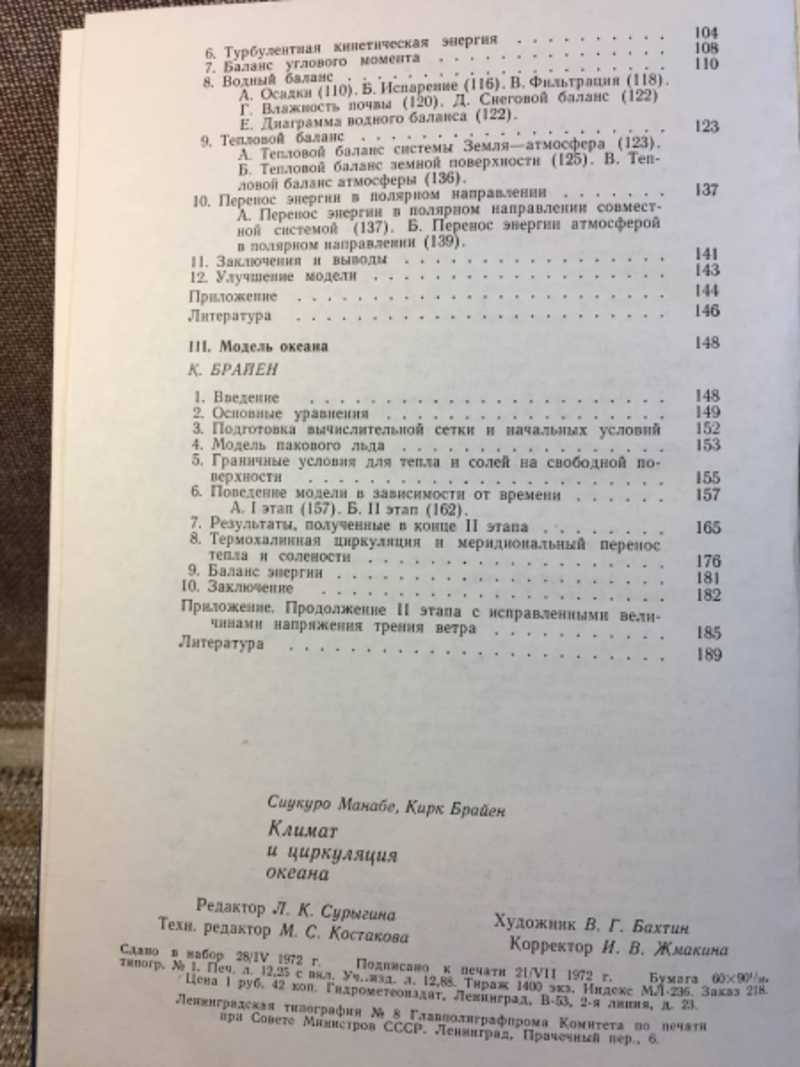 6. Турбулентная кинетическая энергия . . . . . . . . . . 104
7. Баланс углового момента . . . . . . . . . . . . . 108
8. Водный баланс . . . . . . . . . . . . . . . . . 110
А. Осадки (110). Б. Испарение (116). В. Фильтрация (118).
Г. Влажность почвы (120). Д. Снеговой баланс (122)
Е. Диаграмма водного баланса (122).
9. Тепловой баланс . . . . . . . . . . . . . . . . . 123
А. Тепловой баланс системы Земля—атмосфера (123).
Б. Тепловой баланс земной поверхности (125). В. Теп-
ловой баланс атмосферы (136).
10. Перенос энергии в полярном направлении . . . . . . . 137
А. Перенос энергии в полярном направлении совмест-
ной системой (137). Б. Перенос энергии атмосферой
в полярном направлении (139).
11. Заключения и выводы . . . . . . . . . . . . . . . 141
12. Улучшение модели . . . . . . . . . . . . . . . . 143
Приложение . . . . . . . . . . . . . . . . . . . . 144
Литература . . . . . . . . . . . . . . . . . . . . 146
III. Модель океана 148
К. БРАЙЕН
1. Введение . . . . . . . . . . . . . . . . . . . . 148
2. Основные уравнения . . . . . . . . . . . . . . . 149
3. Подготовка вычислительной сетки и начальных условий 152
4. Модель пакового льда . . . . . . . . . . . . . . . 153
5. Граничные условия для тепла и солей на свободной по-
верхности . . . . . . . . . . . . . . . . . . . . 155
6. Поведение модели в зависимости от времени . . . . . . 157
А. I этап (157). Б. II этап (162).
7. Результаты, полученные в конце II этапа . . . . . . . 165
8. Термохалинная циркуляция и меридиональный перенос
тепла и солености . . . . . . . . . . . . . . . . 176
9. Баланс энергии . . . . . . . . . . . . . . . . . . 181
10. Заключение . . . . . . . . . . . . . . . . . . . 182
Приложение. Продолжение II этапа с исправленными вели-
чинами напряжения трения ветра . . . . . . . . . . 185
Литература . . . . . . . . . . . . . . . . . . . . 189
Сиукуро Манабе, Кирк Брайен
Климат
и циркуляция
океана
Редактор Л. К. Сурыгина
Техн. редактор М. С. Костакова
Художник В. Г. Бахтин
Корректор И. В. Жмакина
Сдано в набор 28/IV 1972 г. Подписано к печати 21/VII 1972 г. Бумага 60×90¹/₁₆
типогр. № 1. Печ. л. 12,25 с вкл. Уч.-изд. л. 12,88. Тираж 1400 экз. Индекс МЛ-236. Заказ 218.
Цена 1 руб. 42 коп. Гидрометеоиздат, Ленинград, В-53, 2-я линия, д. 23.
Ленинградская типография № 8 Главполиграфпрома Комитета по печати
при Совете Министров СССР. Ленинград, Прачечный пер., 6.